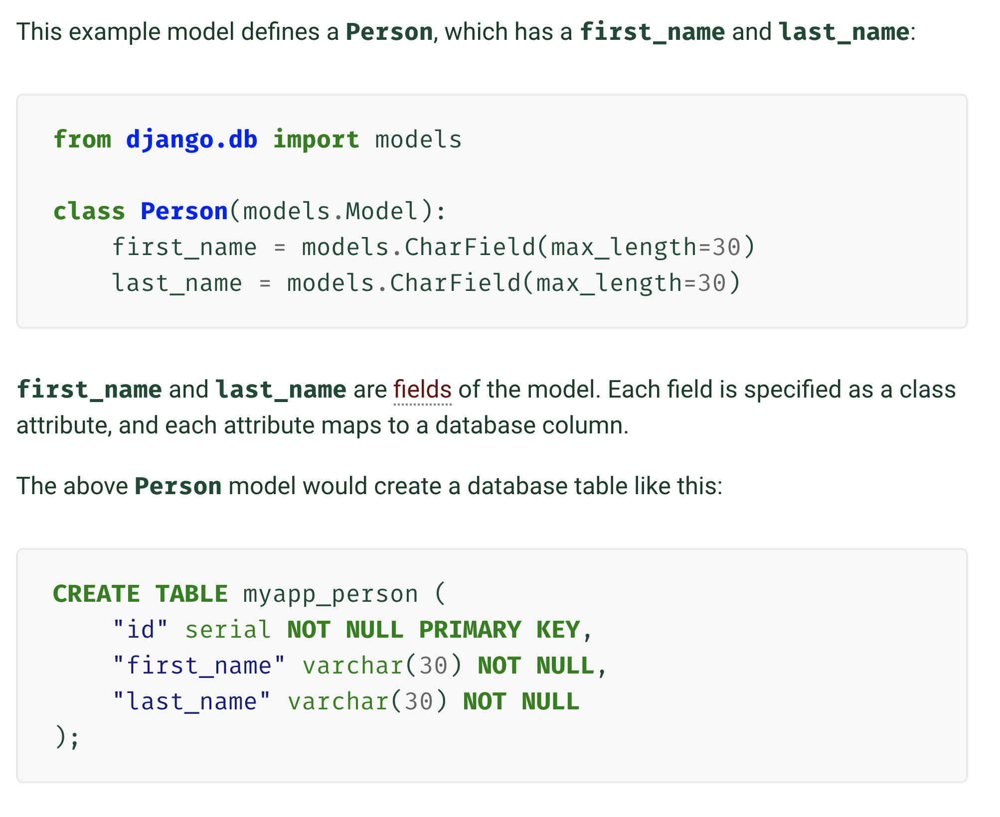 This example model defines a Person, which has a first_name and last_name:
from django.db import models
class Person(models.Model):
    first_name = models.CharField(max_length=30)
    last_name = models.CharField(max_length=30)
first_name and last_name are fields of the model. Each field is specified as a class
attribute, and each attribute maps to a database column.
The above Person model would create a database table like this:
CREATE TABLE myapp_person (
    "id" serial NOT NULL PRIMARY KEY,
    "first_name" varchar(30) NOT NULL,
    "last_name" varchar(30) NOT NULL
);